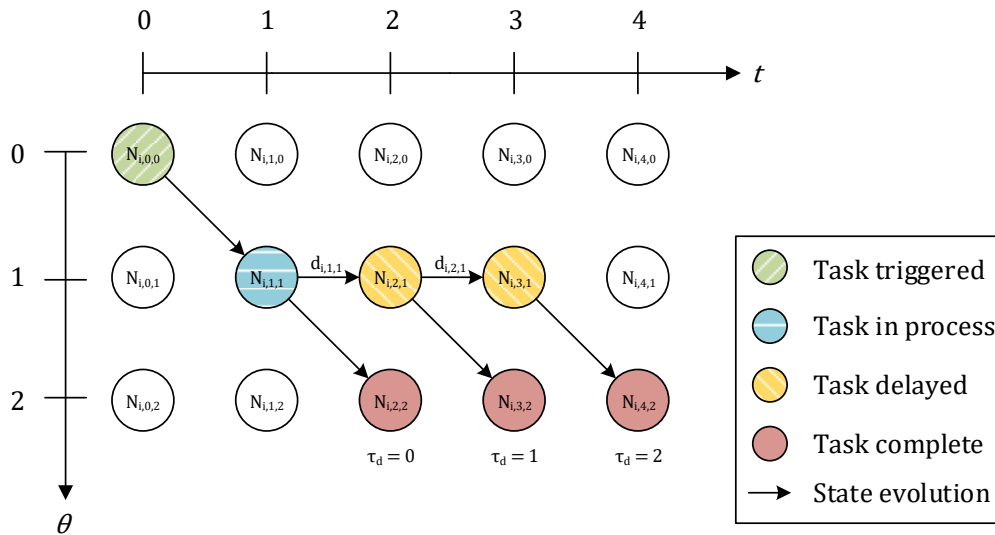 0 1 2 3 4
t
0 N_{i,0,0} N_{i,1,0} N_{i,2,0} N_{i,3,0} N_{i,4,0}
d_{i,1,1} d_{i,2,1}
1 N_{i,0,1} N_{i,1,1} N_{i,2,1} N_{i,3,1} N_{i,4,1}
2 N_{i,0,2} N_{i,1,2} N_{i,2,2} N_{i,3,2} N_{i,4,2}
τ_d = 0 τ_d = 1 τ_d = 2
θ
Task triggered
Task in process
Task delayed
Task complete
State evolution